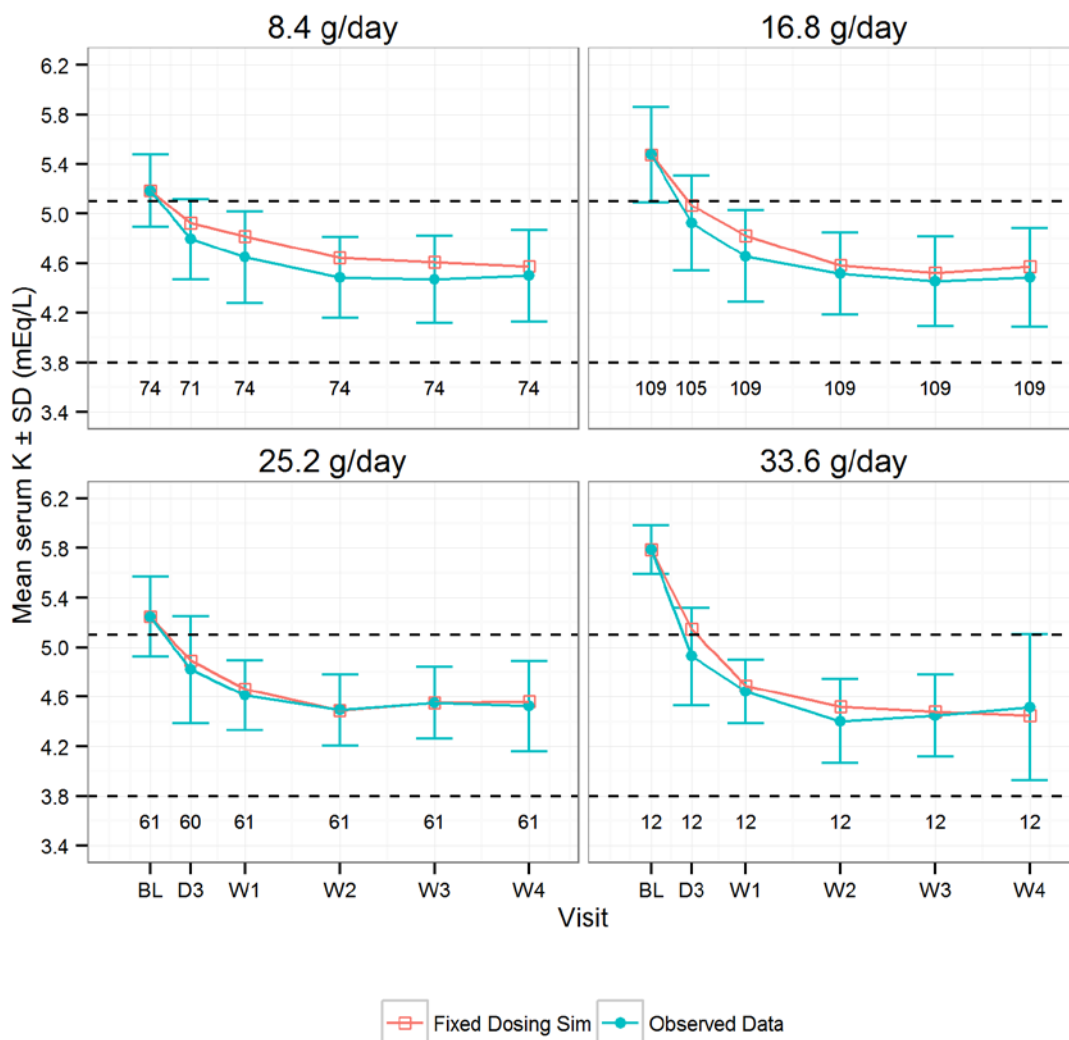 8.4 g/day 16.8 g/day
Mean serum K ± SD (mEq/L)
6.2
5.8
5.4
5.0
4.6
4.2
3.8
3.4
74 71 74 74 74 74
109 105 109 109 109 109
25.2 g/day 33.6 g/day
6.2
5.8
5.4
5.0
4.6
4.2
3.8
3.4
61 60 61 61 61 61
12 12 12 12 12 12
BL D3 W1 W2 W3 W4 BL D3 W1 W2 W3 W4
Visit
Fixed Dosing Sim Observed Data